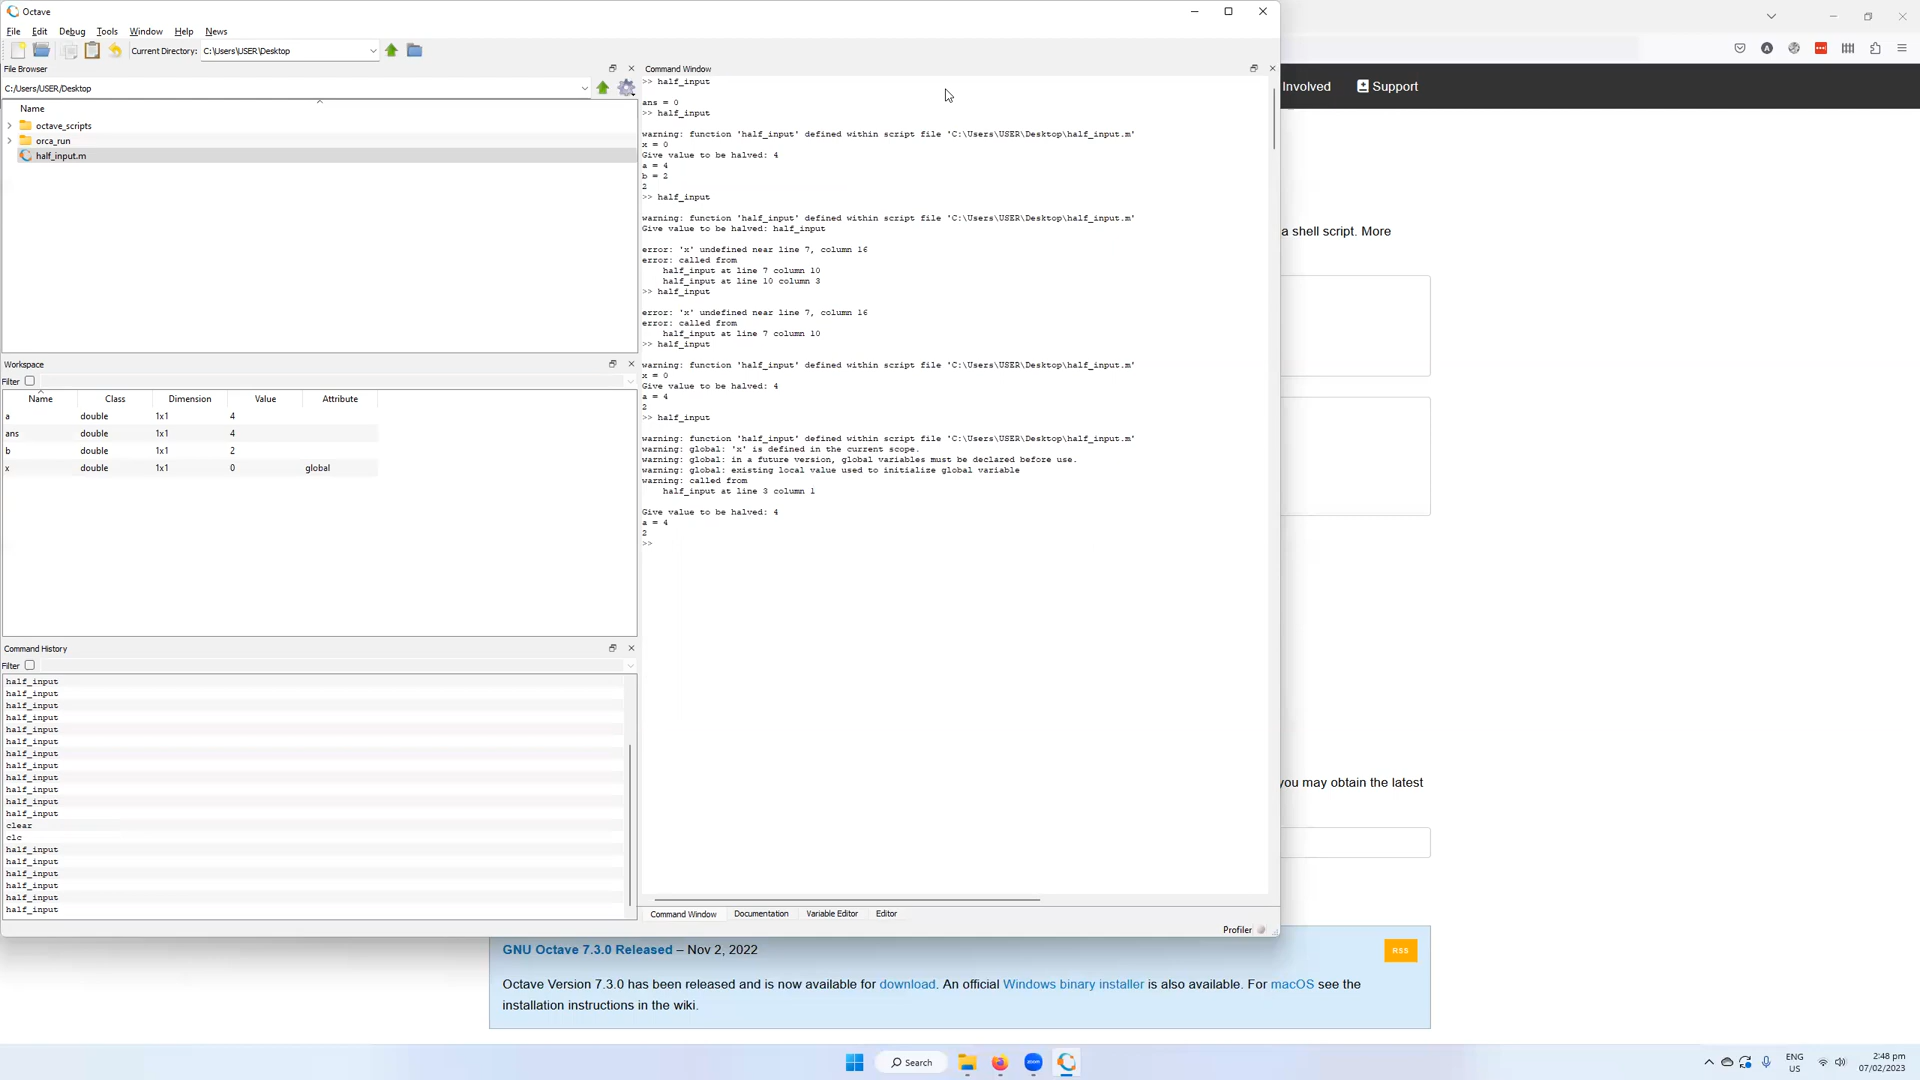 Octave
File Edit Debug Tools Window Help News
Current Directory: C:\Users\USER\Desktop
File Browser
C:/Users/USER/Desktop
Name
octave_scripts
orca_run
half_input.m
Workspace
Filter
Name Class Dimension Value Attribute
a double 1x1 4
ans double 1x1 4
b double 1x1 2
x double 1x1 0 global
Command History
Filter
half_input
half_input
half_input
half_input
half_input
half_input
half_input
half_input
half_input
half_input
half_input
half_input
clear
clc
half_input
half_input
half_input
half_input
half_input
half_input
Command Window
>> half_input
ans = 0
>> half_input
warning: function 'half_input' defined within script file 'C:\Users\USER\Desktop\half_input.m'
x = 0
Give value to be halved: 4
a = 4
b = 2
2
>> half_input
warning: function 'half_input' defined within script file 'C:\Users\USER\Desktop\half_input.m'
Give value to be halved: half_input
error: 'x' undefined near line 7, column 16
error: called from
half_input at line 7 column 10
half_input at line 10 column 3
>> half_input
error: 'x' undefined near line 7, column 16
error: called from
half_input at line 7 column 10
>> half_input
warning: function 'half_input' defined within script file 'C:\Users\USER\Desktop\half_input.m'
x = 0
Give value to be halved: 4
a = 4
2
>> half_input
warning: function 'half_input' defined within script file 'C:\Users\USER\Desktop\half_input.m'
warning: global: 'x' is defined in the current scope.
warning: global: in a future version, global variables must be declared before use.
warning: global: existing local value used to initialize global variable
warning: called from
half_input at line 3 column 1
Give value to be halved: 4
a = 4
2
>>
Command Window Documentation Variable Editor Editor
Profiler
Involved Support
a shell script. More
you may obtain the latest
GNU Octave 7.3.0 Released – Nov 2, 2022
RSS
Octave Version 7.3.0 has been released and is now available for download. An official Windows binary installer is also available. For macOS see the
installation instructions in the wiki.
Search
zoom
ENG
US
2:48 pm
07/02/2023